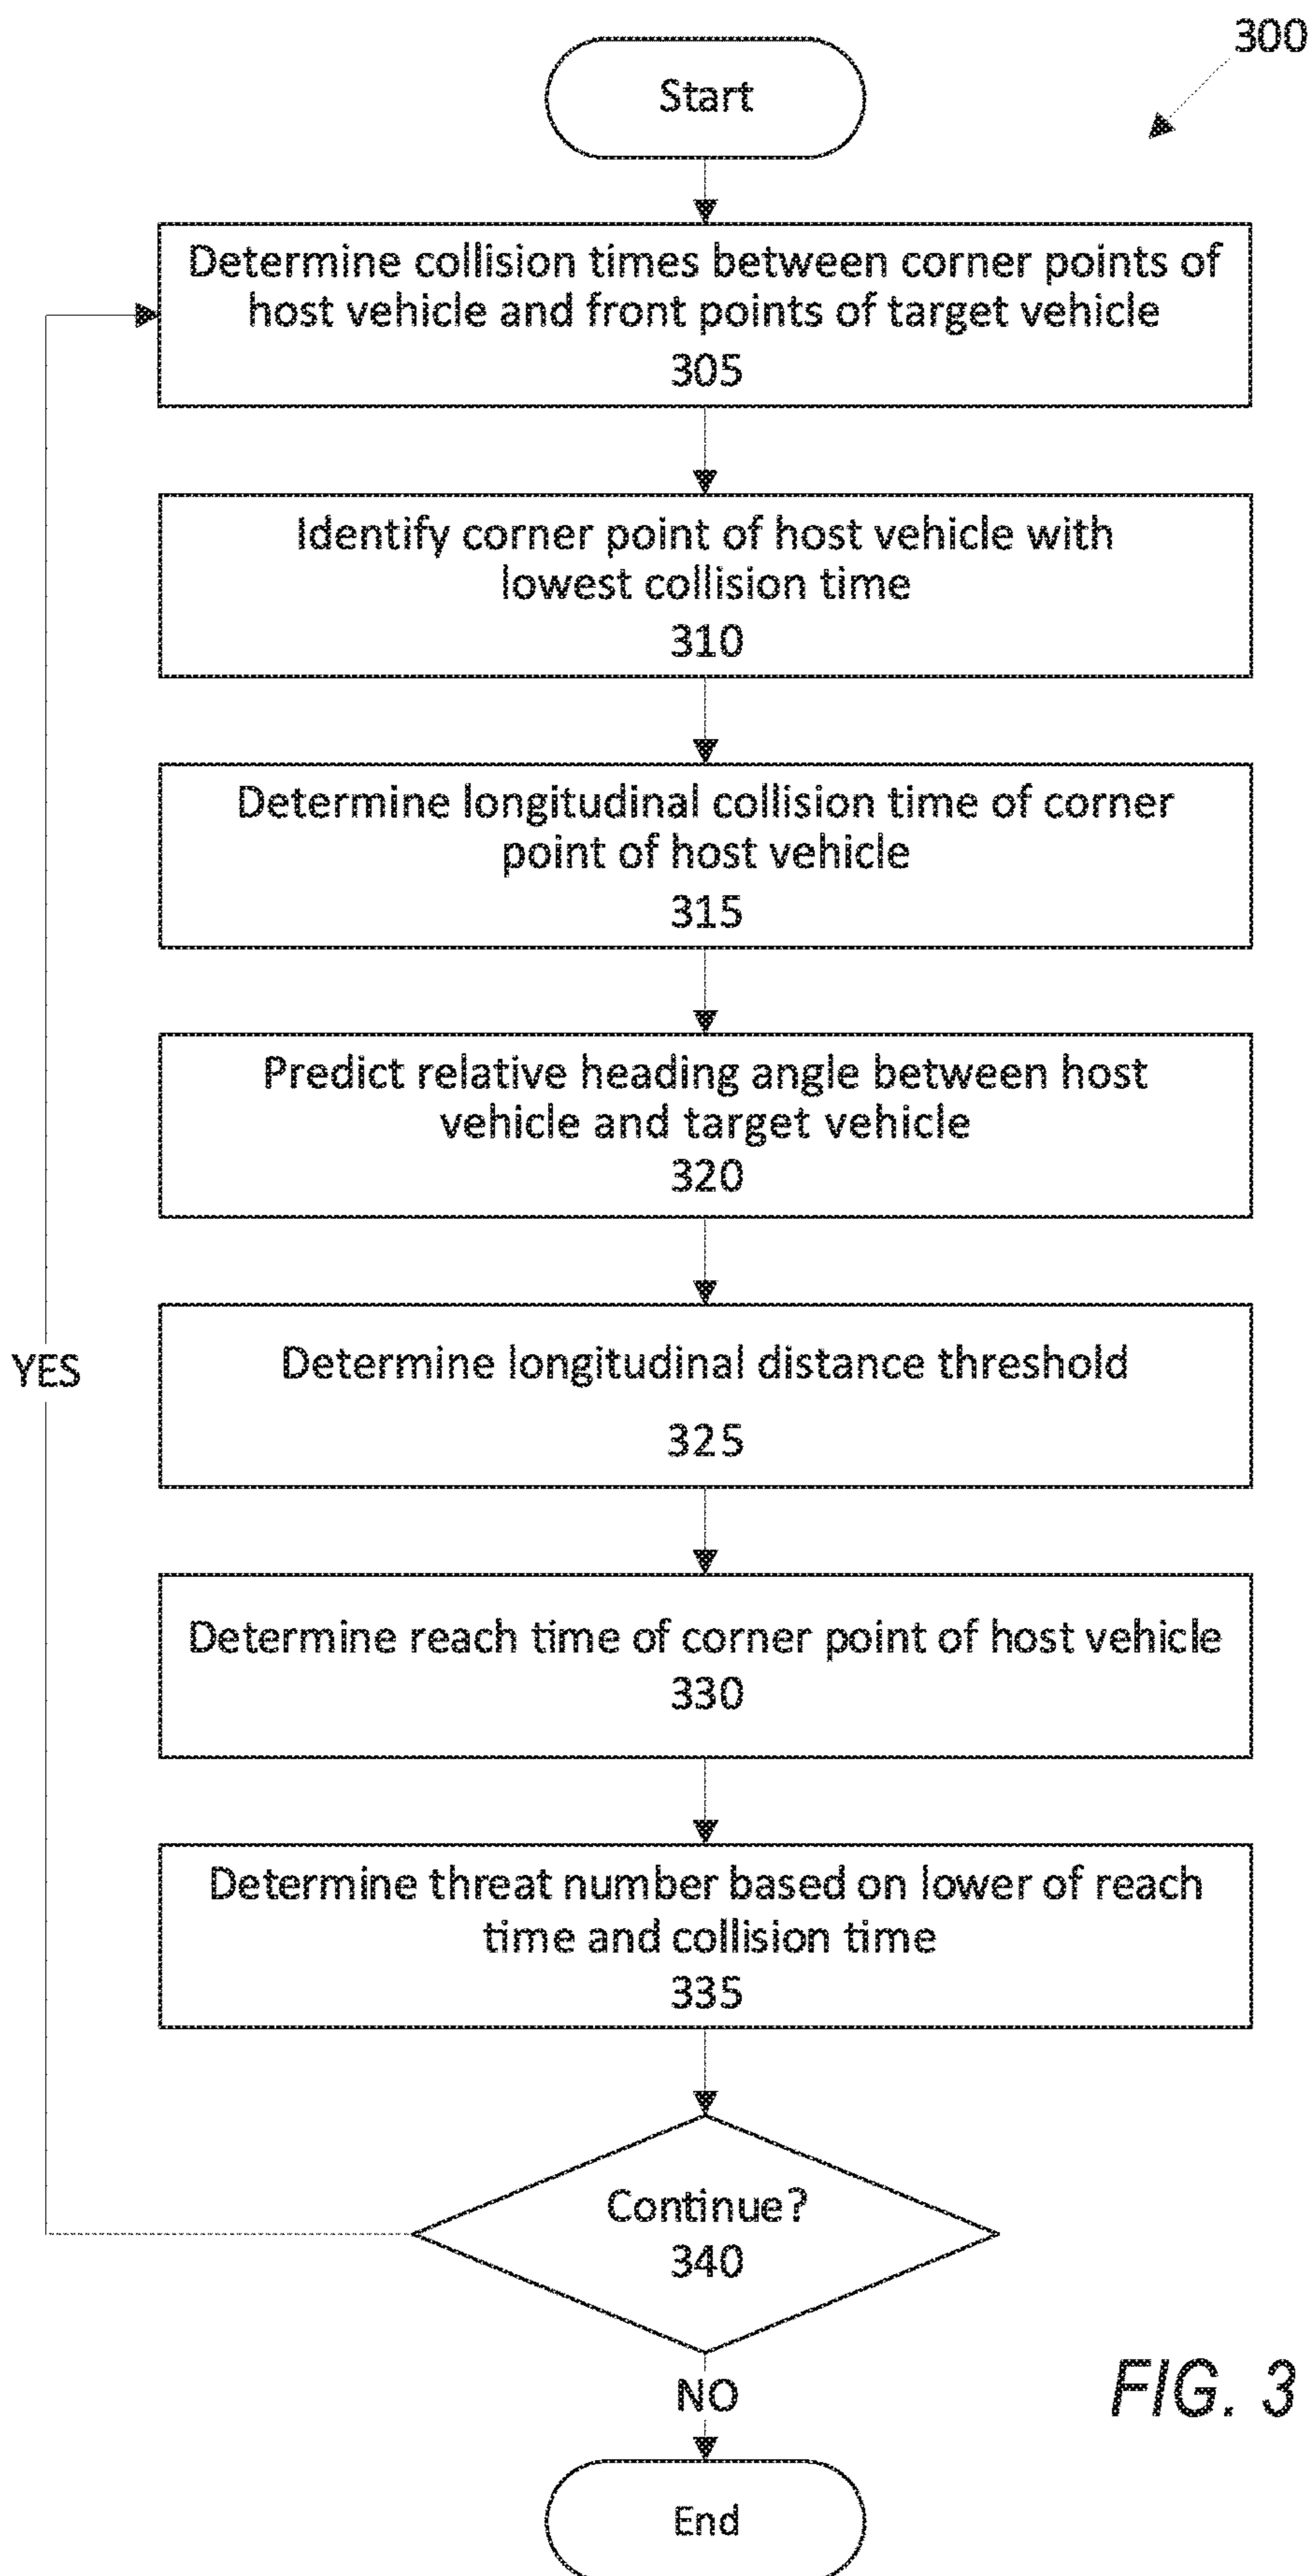 300
Start
Determine collision times between corner points of
host vehicle and front points of target vehicle
305
Identify corner point of host vehicle with
lowest collision time
310
Determine longitudinal collision time of corner
point of host vehicle
315
Predict relative heading angle between host
vehicle and target vehicle
320
Determine longitudinal distance threshold
325
YES
Determine reach time of corner point of host vehicle
330
Determine threat number based on lower of reach
time and collision time
335
Continue?
340
NO
FIG. 3
End